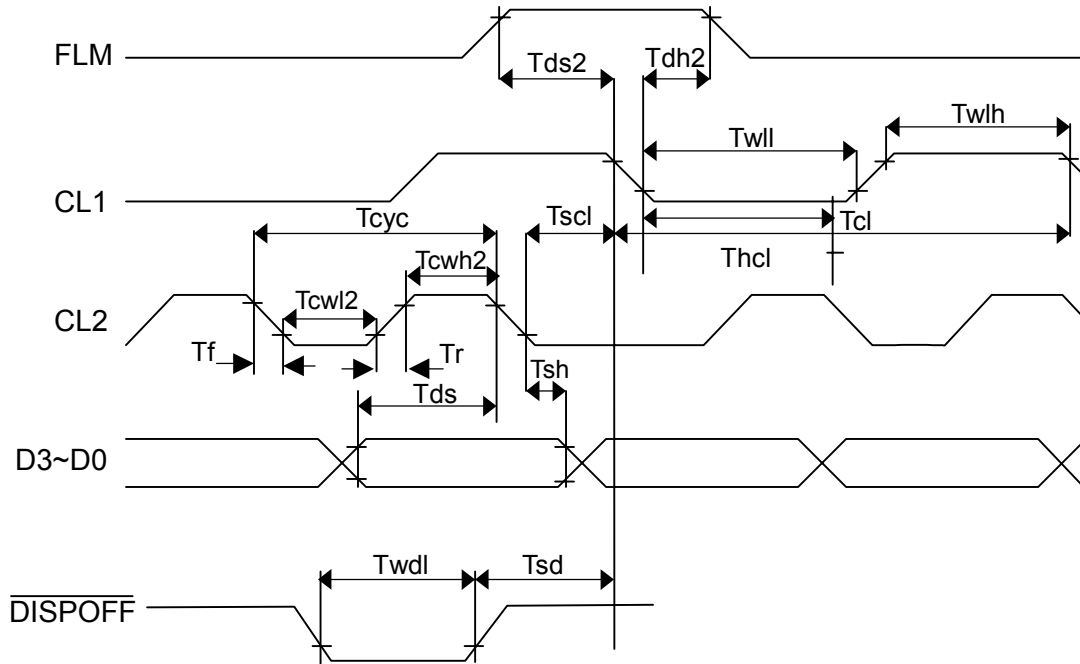 FLM
Tds2
Tdh2
Twlh
Twll
CL1
Tcyc
Tscl
Tcl
Tcwh2
Thcl
Tcwl2
CL2
Tf
Tr
Tsh
Tds
D3~D0
Twdl
Tsd
DISPOFF